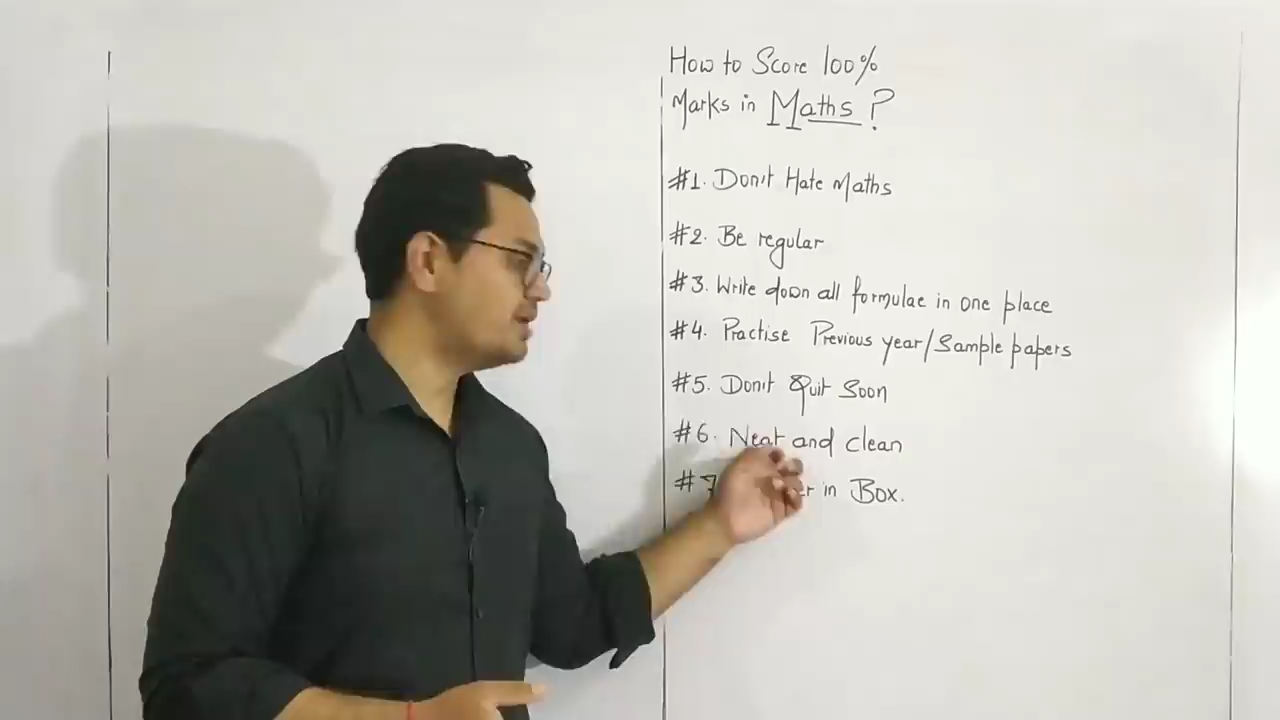 How to Score 100%
Marks in Maths ?
#1. Don't Hate Maths
#2. Be regular
#3. Write down all formulae in one place
#4. Practise Previous year/Sample papers
#5. Don't Quit Soon
#6. Neat and clean
#7 in Box.